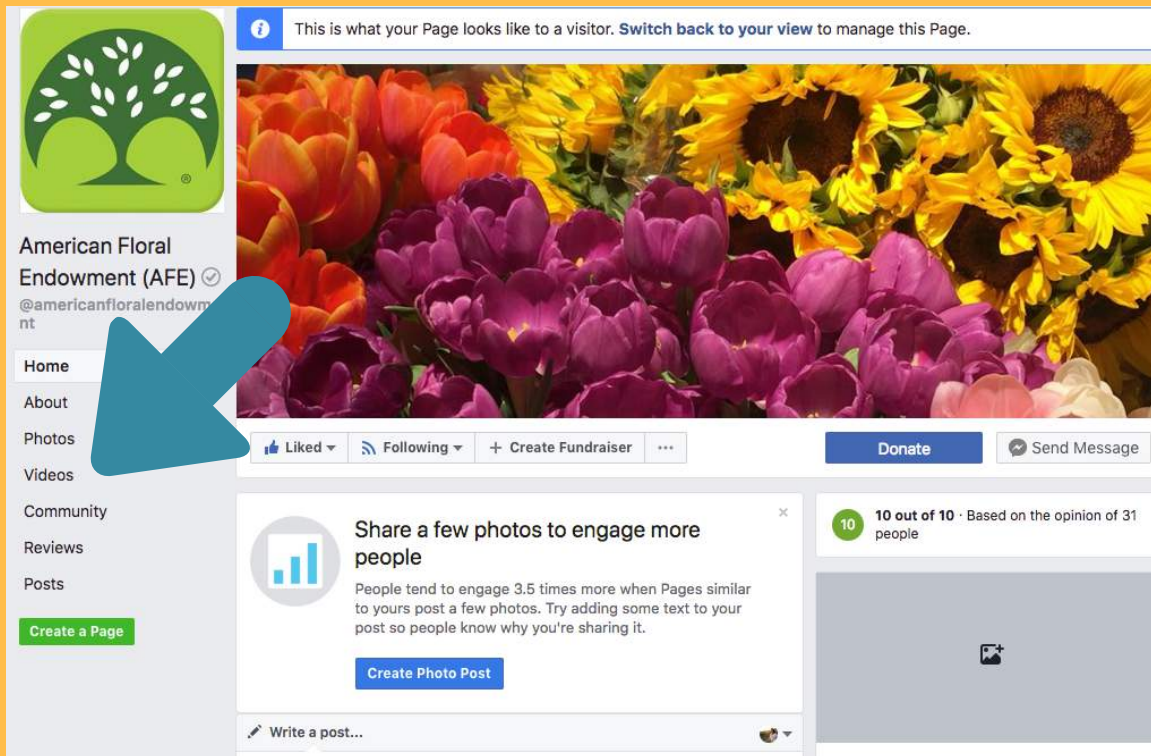 This is what your Page looks like to a visitor. Switch back to your view to manage this Page.
®
American Floral
Endowment (AFE)
@americanfloralendowm
nt
Home
About
Photos
Videos
Community
Reviews
Posts
Create a Page
Liked
Following
+ Create Fundraiser
...
Donate
Send Message
Share a few photos to engage more
people
People tend to engage 3.5 times more when Pages similar
to yours post a few photos. Try adding some text to your
post so people know why you're sharing it.
Create Photo Post
Write a post...
10
10 out of 10 · Based on the opinion of 31
people